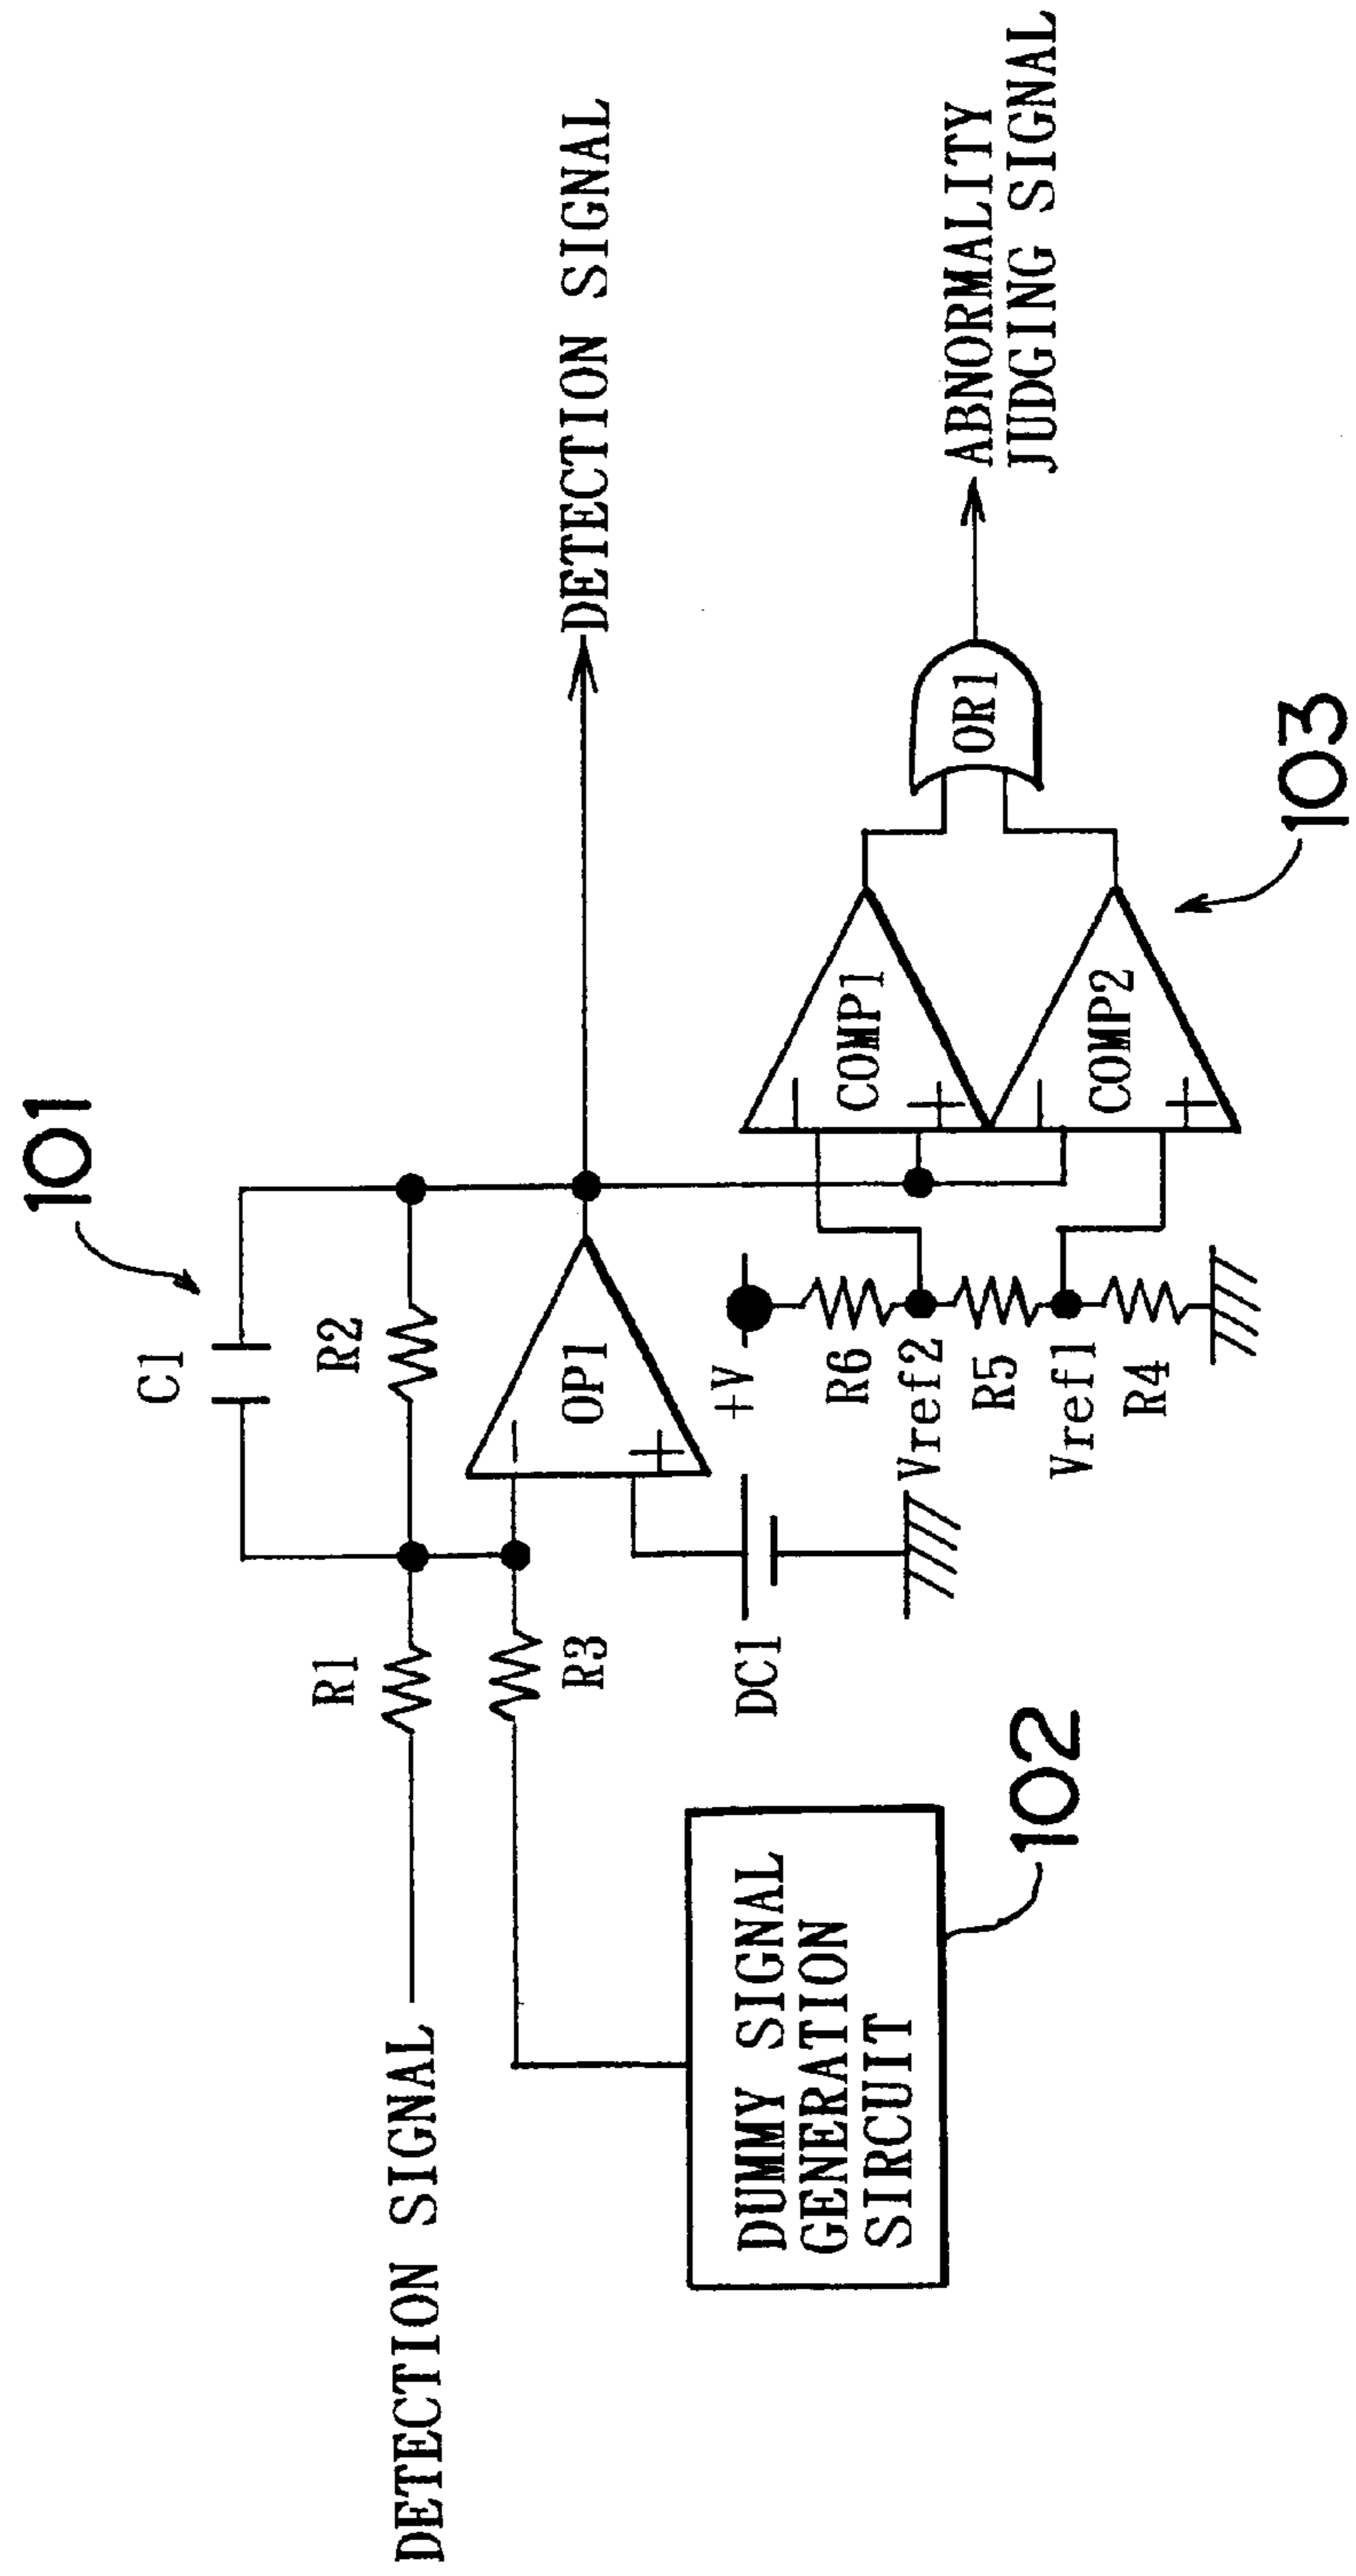 101
C1
R2
R1
DETECTION SIGNAL
OP1
R3
DETECTION SIGNAL
DC1
+V
R6
Vref2
R5
Vref1
R4
DUMMY SIGNAL
GENERATION
SIRCUIT
102
COMP1
COMP2
OR1
ABNORMALITY
JUDGING SIGNAL
103